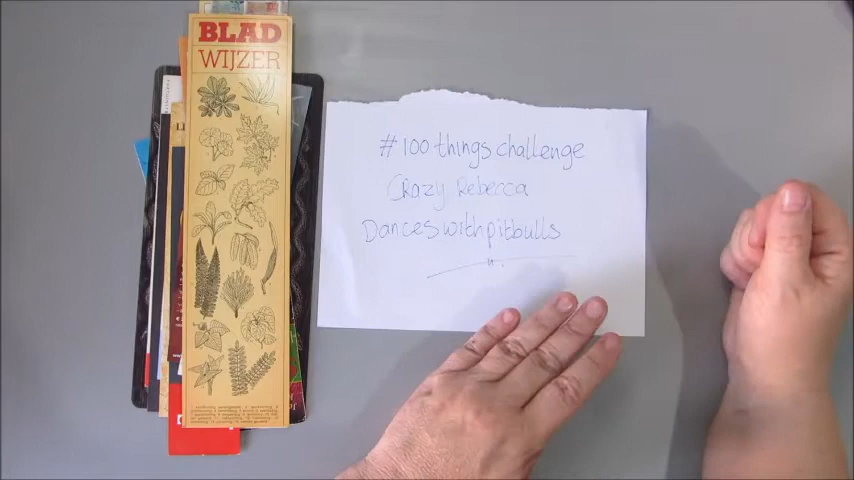 BLAD
WIJZER
#100 things challenge
Crazy Rebecca
Danceswithpitbulls